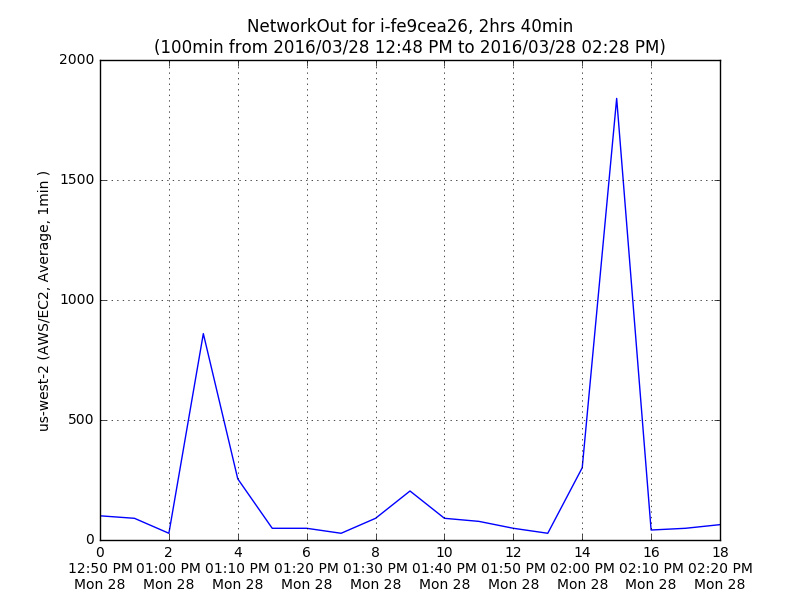 NetworkOut for i-fe9cea26, 2hrs 40min
(100min from 2016/03/28 12:48 PM to 2016/03/28 02:28 PM)
us-west-2 (AWS/EC2, Average, 1min )
2000
1500
1000
500
0
0 2 4 6 8 10 12 14 16 18
12:50 PM 01:00 PM 01:10 PM 01:20 PM 01:30 PM 01:40 PM 01:50 PM 02:00 PM 02:10 PM 02:20 PM
Mon 28 Mon 28 Mon 28 Mon 28 Mon 28 Mon 28 Mon 28 Mon 28 Mon 28 Mon 28